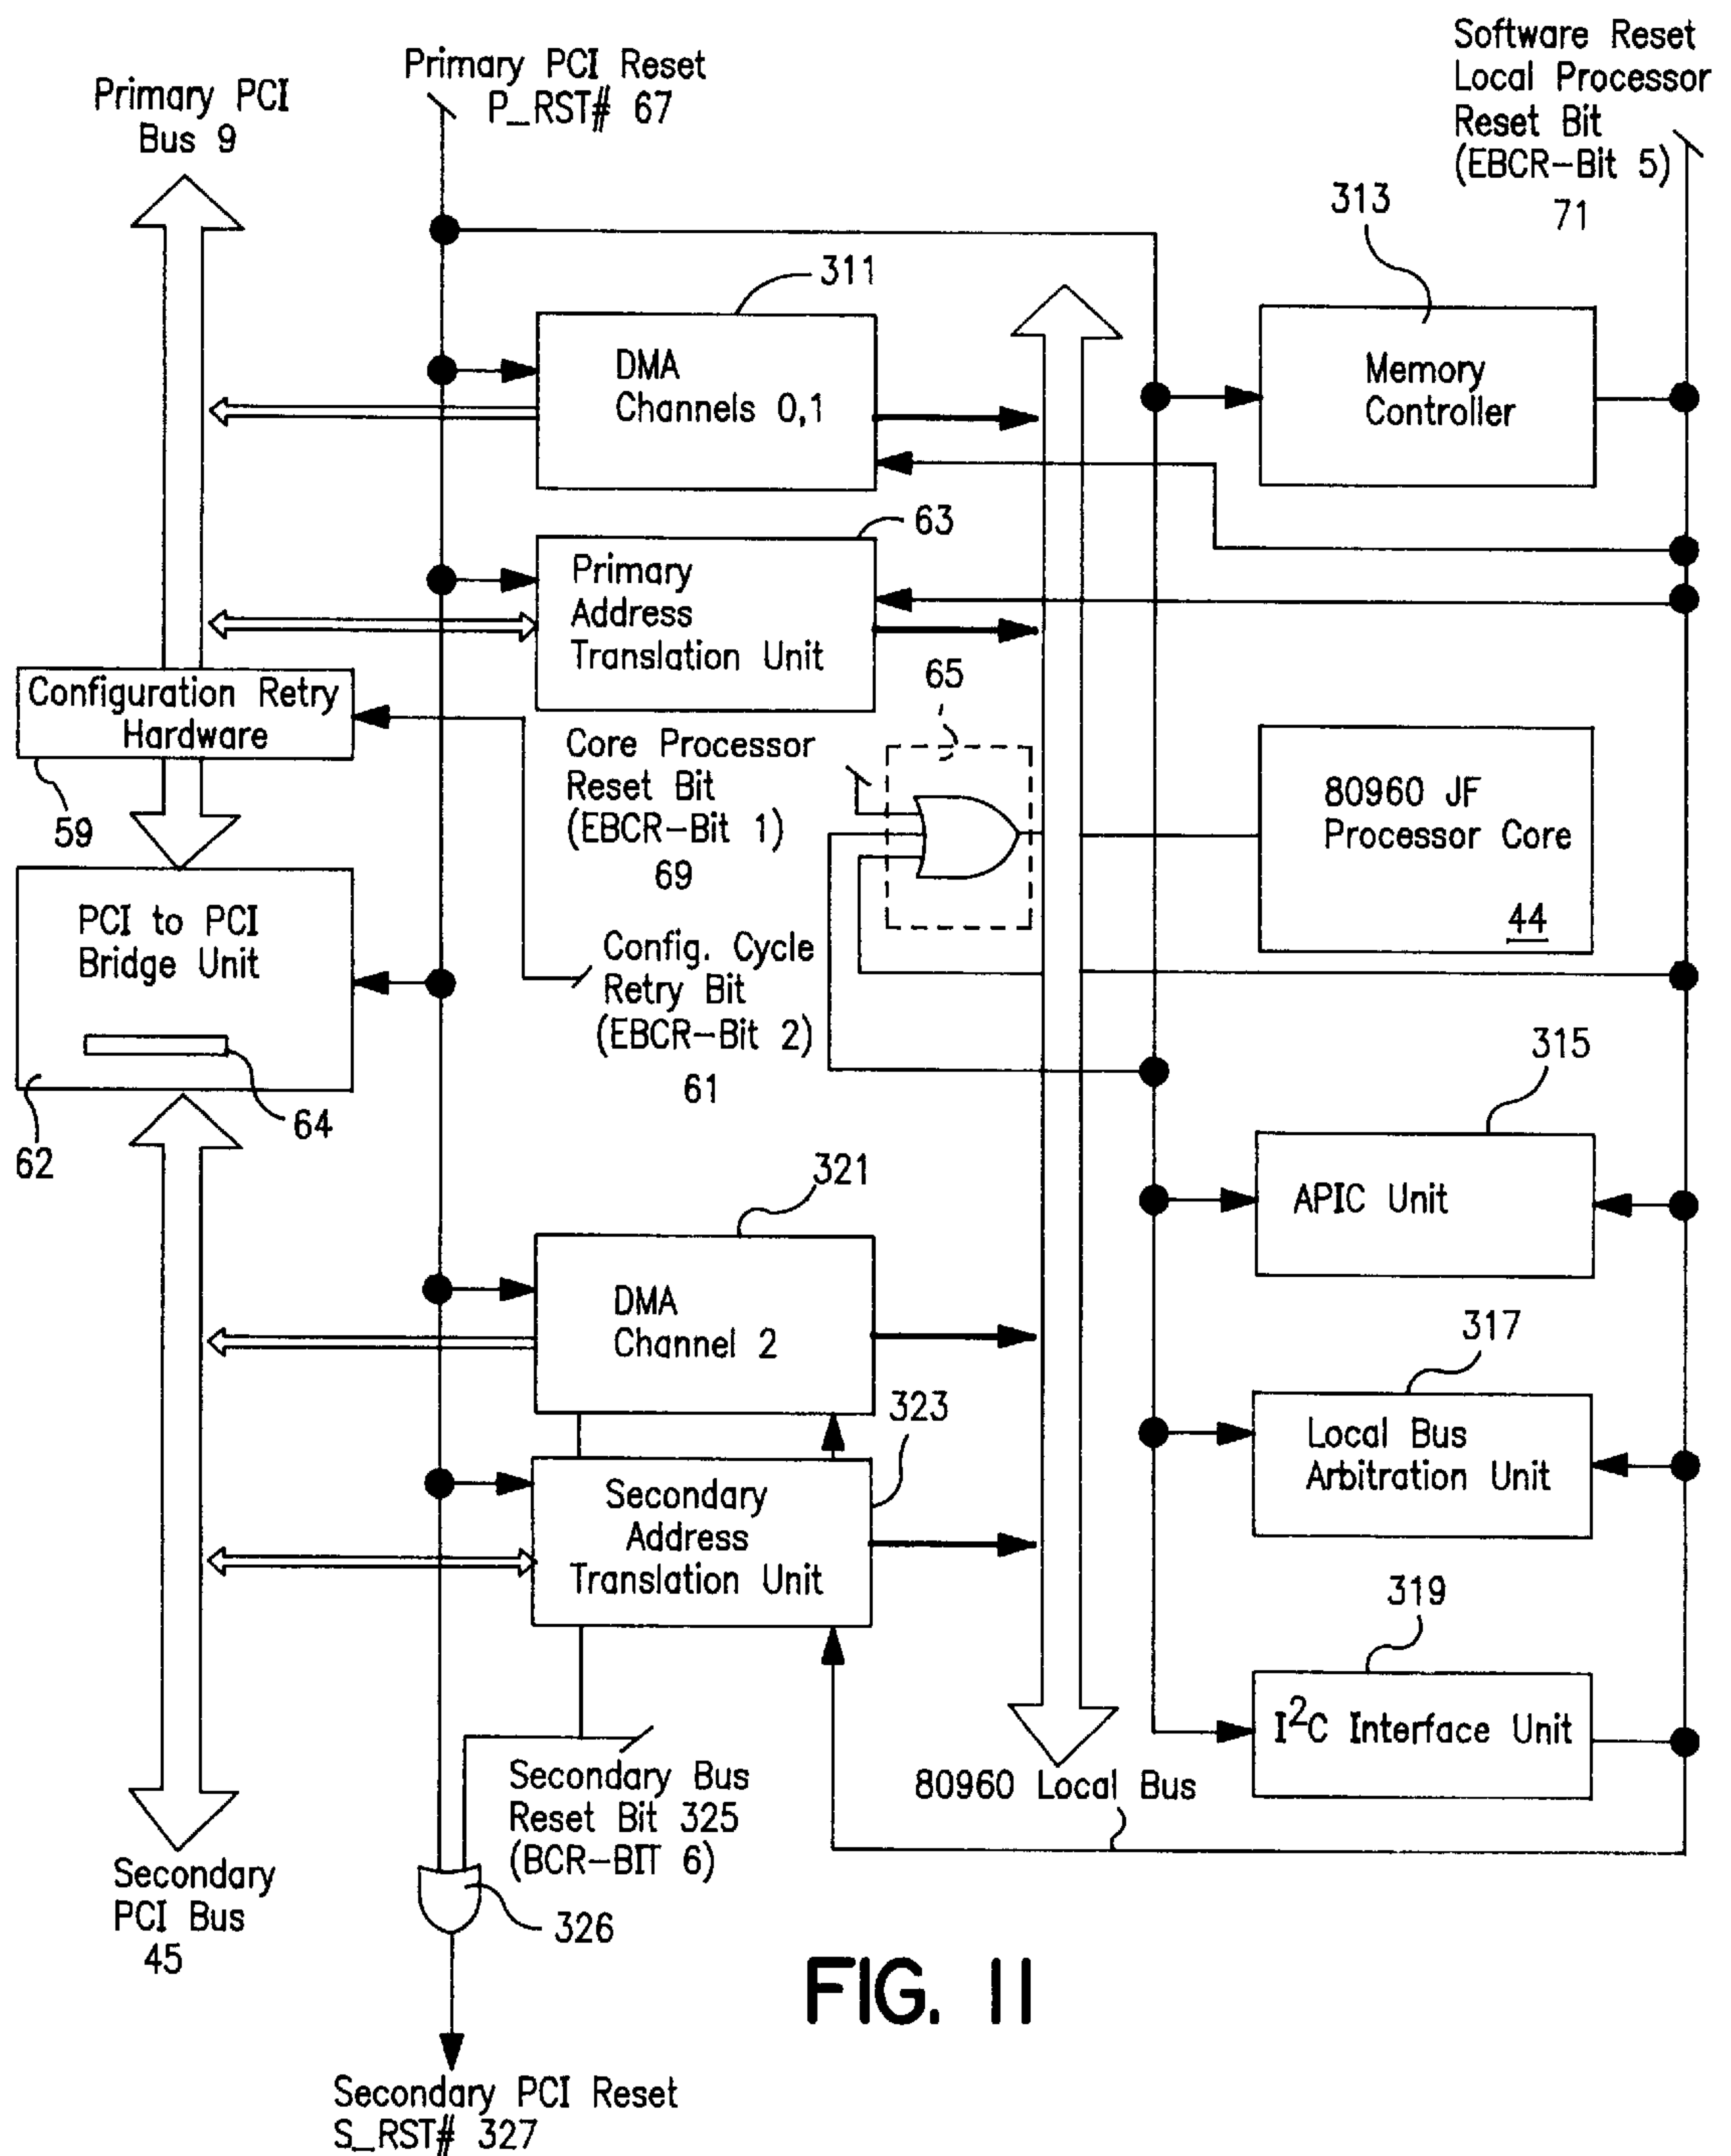 Software Reset
Local Processor
Reset Bit
(EBCR-Bit 5)
71
Primary PCI Reset
P_RST# 67
Primary PCI
Bus 9
313
311
DMA
Channels 0,1
Memory
Controller
63
Primary
Address
Translation Unit
65
Configuration Retry
Hardware
59
Core Processor
Reset Bit
(EBCR-Bit 1)
69
80960 JF
Processor Core
44
PCI to PCI
Bridge Unit
64
62
Config. Cycle
Retry Bit
(EBCR-Bit 2)
61
315
APIC Unit
321
DMA
Channel 2
317
Local Bus
Arbitration Unit
323
Secondary
Address
Translation Unit
319
I²C Interface Unit
Secondary Bus
Reset Bit 325
(BCR-BIT 6)
80960 Local Bus
Secondary
PCI Bus
45
326
FIG. 11
Secondary PCI Reset
S_RST# 327